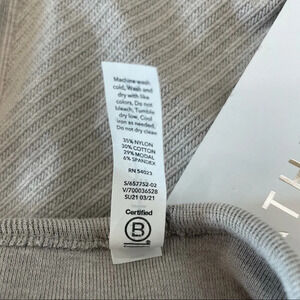 Machine wash
cold, Wash and
dry with like
colors, Do not
bleach, Tumble
dry low, Cool
iron as needed,
Do not dry clean
35% NYLON
30% COTTON
29% MODAL
6% SPANDEX
RN 54023
S/657752-02
V/700036528
SU21 03/21
Certified
B
ATH